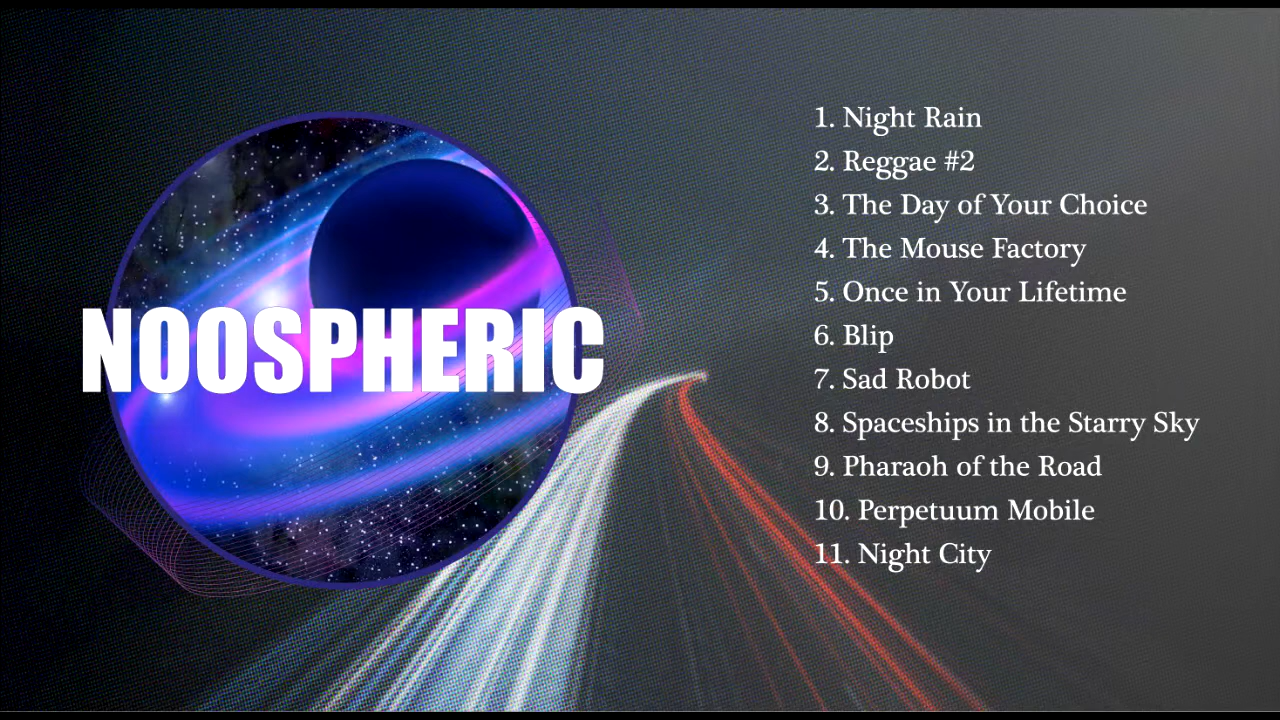 NOOSPHERIC
1. Night Rain
2. Reggae #2
3. The Day of Your Choice
4. The Mouse Factory
5. Once in Your Lifetime
6. Blip
7. Sad Robot
8. Spaceships in the Starry Sky
9. Pharaoh of the Road
10. Perpetuum Mobile
11. Night City